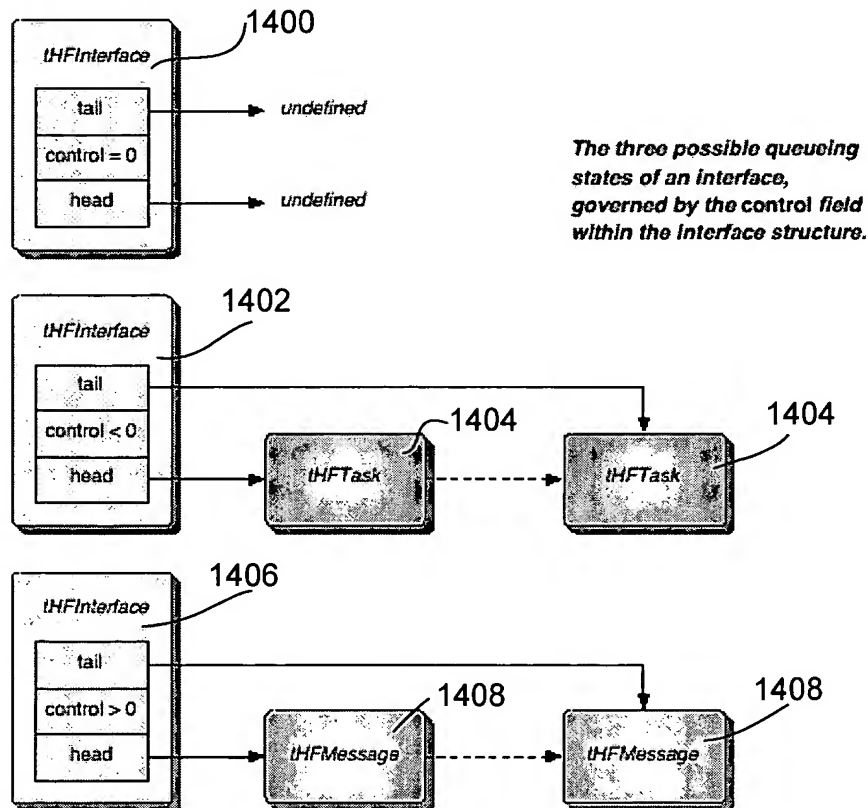 1400
tHFInterface
tail
undefined
control = 0
head
undefined
The three possible queueing
states of an interface,
governed by the control field
within the interface structure.
1402
tHFInterface
tail
control < 0
head
1404
tHFTask
1404
tHFTask
1406
tHFInterface
tail
control > 0
head
1408
tHFMessage
1408
tHFMessage